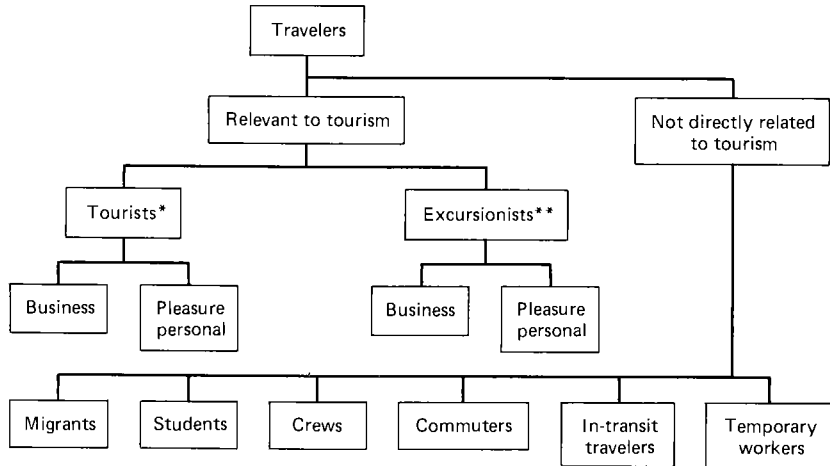 Travelers
Relevant to tourism
Not directly related
to tourism
Tourists*
Excursionists**
Business
Pleasure
personal
Business
Pleasure
personal
Migrants
Students
Crews
Commuters
In-transit
travelers
Temporary
workers